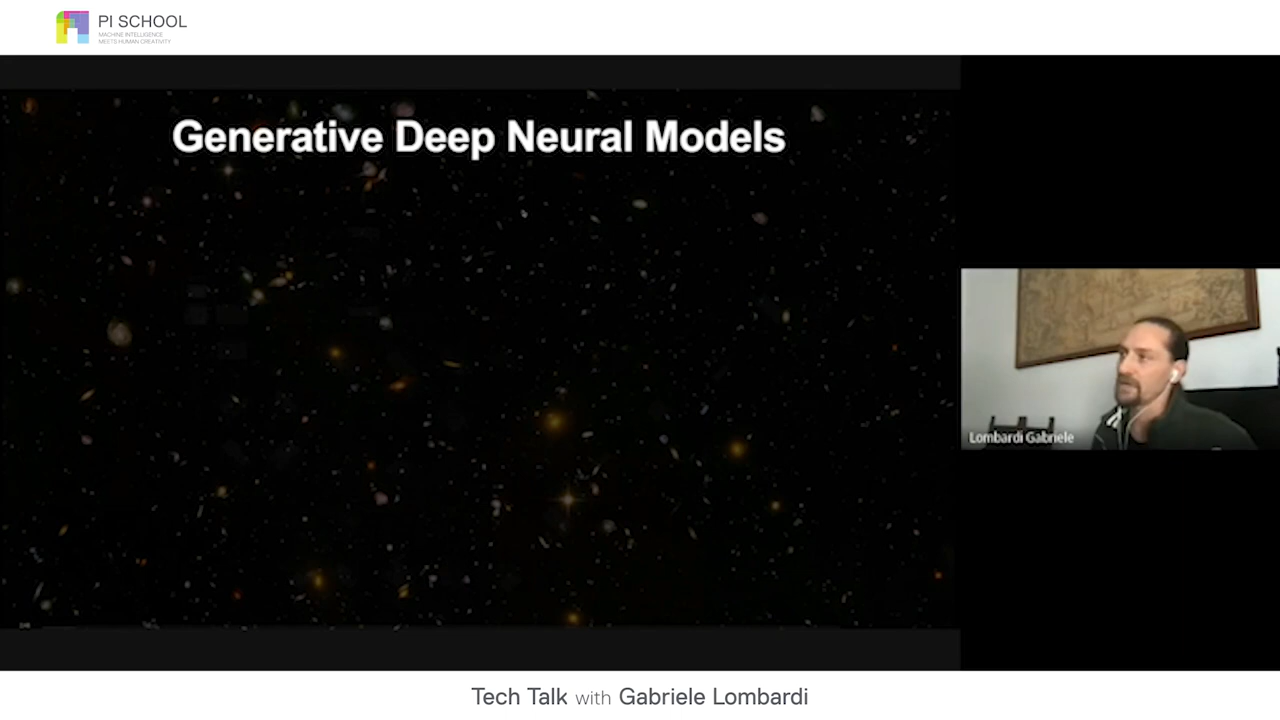 PI SCHOOL
MACHINE INTELLIGENCE
MEETS HUMAN CREATIVITY
Generative Deep Neural Models
Lombardi Gabriele
Tech Talk with Gabriele Lombardi